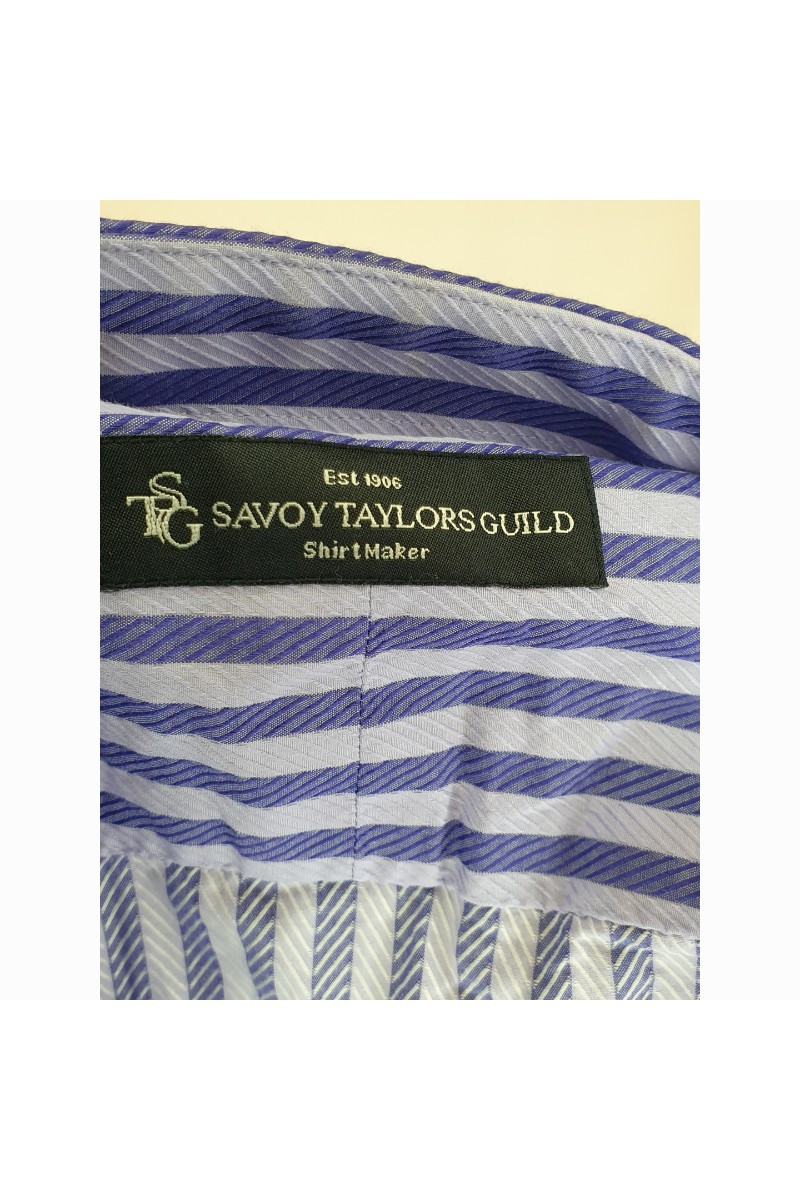 Est 1906
STG SAVOY TAYLORS GUILD
Shirt Maker